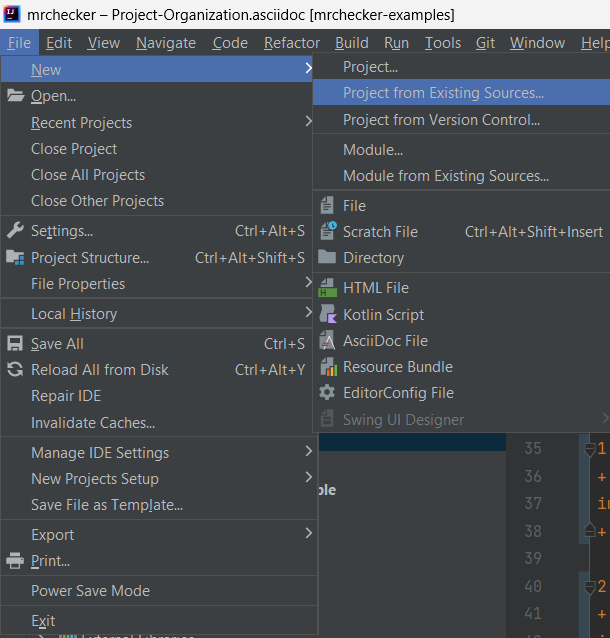 mrchecker – Project-Organization.asciidoc [mrchecker-examples]
File Edit View Navigate Code Refactor Build Run Tools Git Window Help
New
Open...
Recent Projects
Close Project
Close All Projects
Close Other Projects
Settings... Ctrl+Alt+S
Project Structure... Ctrl+Alt+Shift+S
File Properties
Local History
Save All Ctrl+S
Reload All from Disk Ctrl+Alt+Y
Repair IDE
Invalidate Caches...
Manage IDE Settings
New Projects Setup
Save File as Template...
Export
Print...
Power Save Mode
Exit
Project...
Project from Existing Sources...
Project from Version Control...
Module...
Module from Existing Sources...
File
Scratch File Ctrl+Alt+Shift+Insert
Directory
HTML File
Kotlin Script
AsciiDoc File
Resource Bundle
EditorConfig File
Swing UI Designer
35 1
36 +
37 in
38 +
39
40 2
41 +